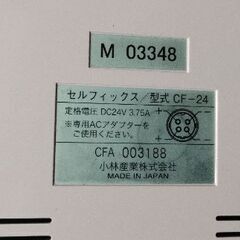 M 03348
セルフィックス/型式 CF-24
定格電圧 DC24V 3.75A
※専用ACアダプターを
ご使用ください。
CFA 003188
小林産業株式会社
MADE IN JAPAN